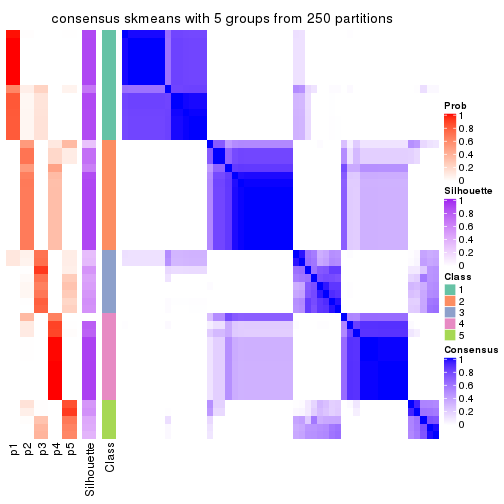 consensus skmeans with 5 groups from 250 partitions
Prob
1
0.8
0.6
0.4
0.2
0
Silhouette
1
0.8
0.6
0.4
0.2
0
Class
1
2
3
4
5
Consensus
1
0.8
0.6
0.4
0.2
0
p1
p2
p3
p4
p5
Silhouette
Class